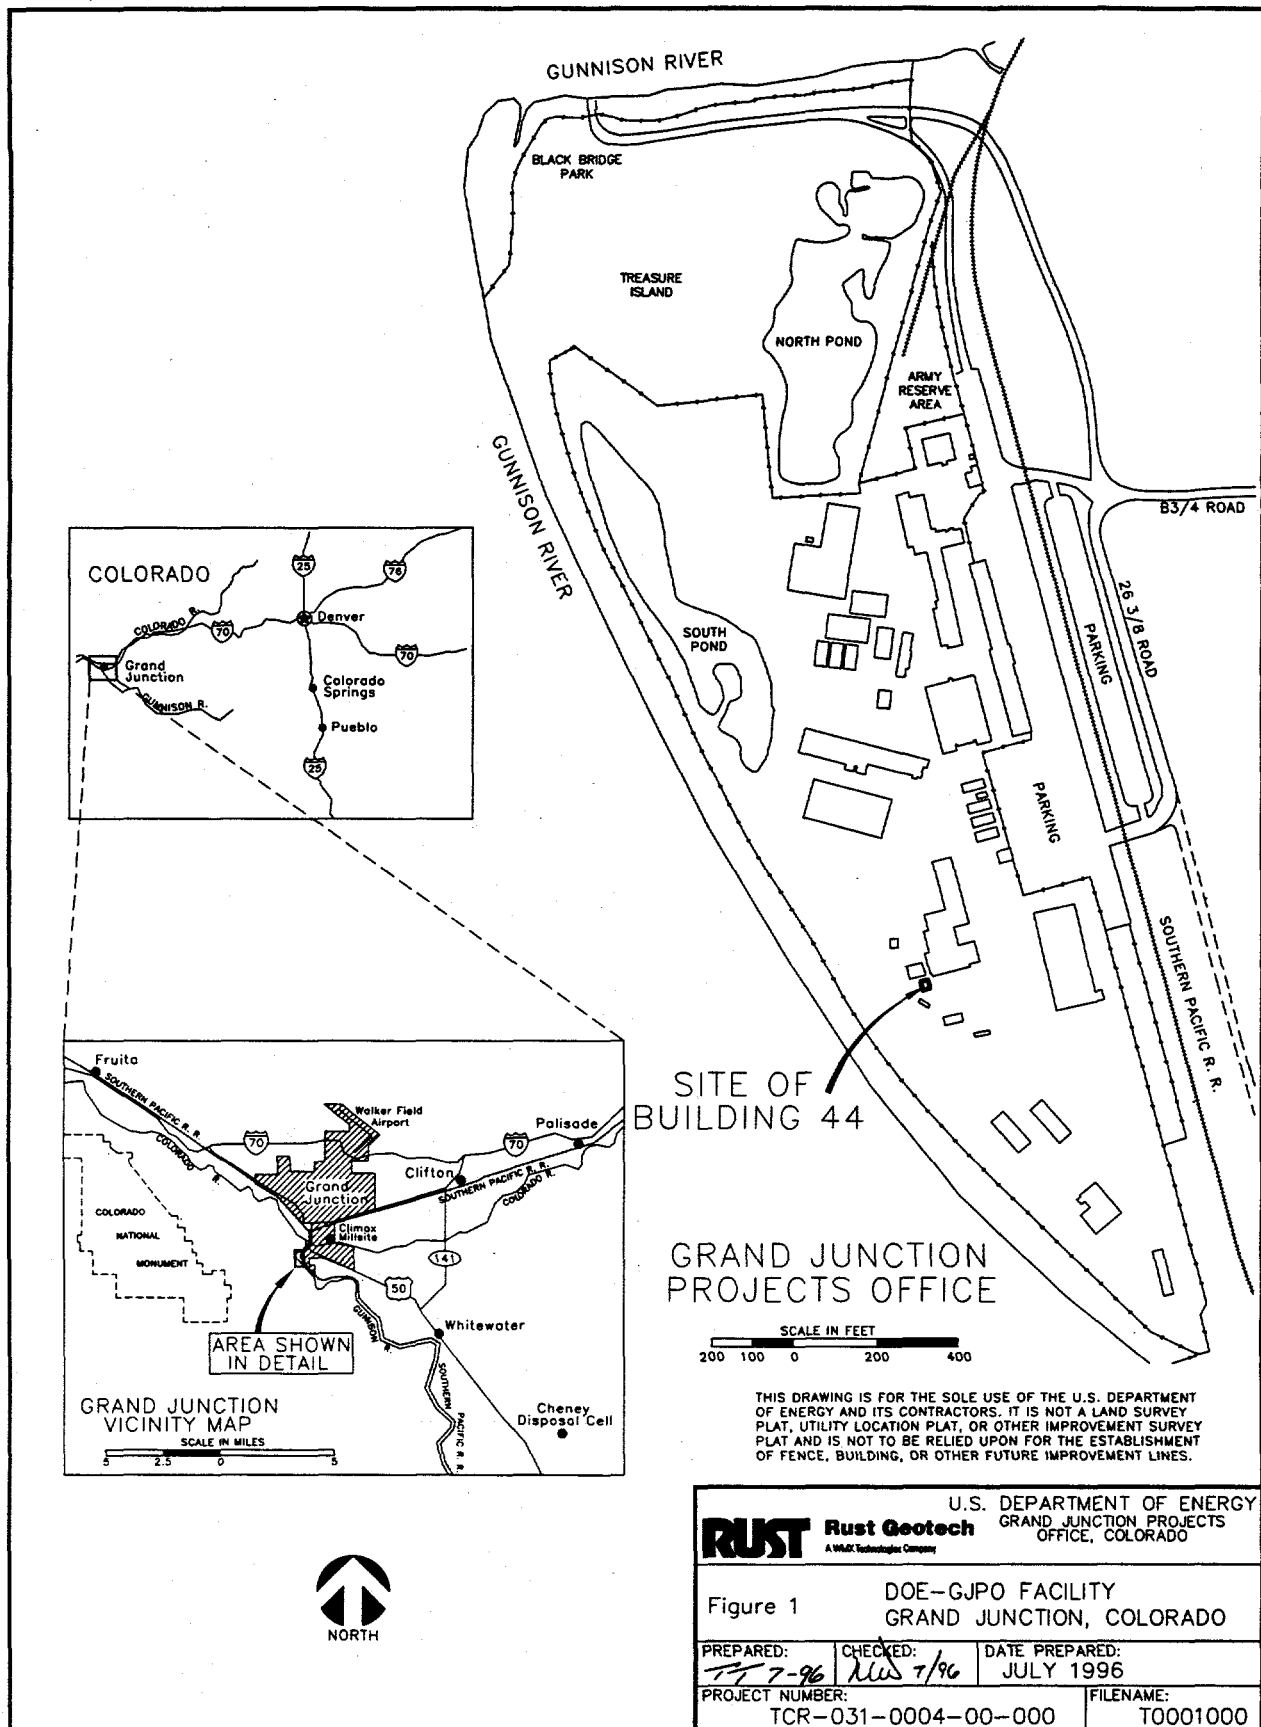 GUNNISON RIVER
BLACK BRIDGE
PARK
TREASURE
ISLAND
NORTH POND
ARMY
RESERVE
AREA
GUNNISON RIVER
B3/4 ROAD
26 3/8 ROAD
PARKING
SOUTH
POND
PARKING
SOUTHERN PACIFIC R. R.
SITE OF
BUILDING 44
GRAND JUNCTION
PROJECTS OFFICE
SCALE IN FEET
200 100 0 200 400
COLORADO
25
76
COLORADO R.
70
Denver
70
Grand
Junction
GUNNISON R.
Colorado
Springs
Pueblo
25
Fruita
SOUTHERN PACIFIC R. R.
COLORADO R.
70
Walker Field
Airport
Palisade
70
Clifton
SOUTHERN PACIFIC R. R.
COLORADO R.
Grand
Junction
Climax
Millsite
COLORADO
NATIONAL
MONUMENT
141
50
GUNNISON R.
Whitewater
AREA SHOWN
IN DETAIL
SOUTHERN PACIFIC R. R.
Cheney
Disposal Cell
GRAND JUNCTION
VICINITY MAP
SCALE IN MILES
5 2.5 0 5
THIS DRAWING IS FOR THE SOLE USE OF THE U.S. DEPARTMENT
OF ENERGY AND ITS CONTRACTORS. IT IS NOT A LAND SURVEY
PLAT, UTILITY LOCATION PLAT, OR OTHER IMPROVEMENT SURVEY
PLAT AND IS NOT TO BE RELIED UPON FOR THE ESTABLISHMENT
OF FENCE, BUILDING, OR OTHER FUTURE IMPROVEMENT LINES.
NORTH
RUST Rust Geotech
A WMX Technologies Company
U.S. DEPARTMENT OF ENERGY
GRAND JUNCTION PROJECTS
OFFICE, COLORADO
Figure 1
DOE-GJPO FACILITY
GRAND JUNCTION, COLORADO
PREPARED:
TT 7-96
CHECKED:
7/96
DATE PREPARED:
JULY 1996
PROJECT NUMBER:
TCR-031-0004-00-000
FILENAME:
T0001000